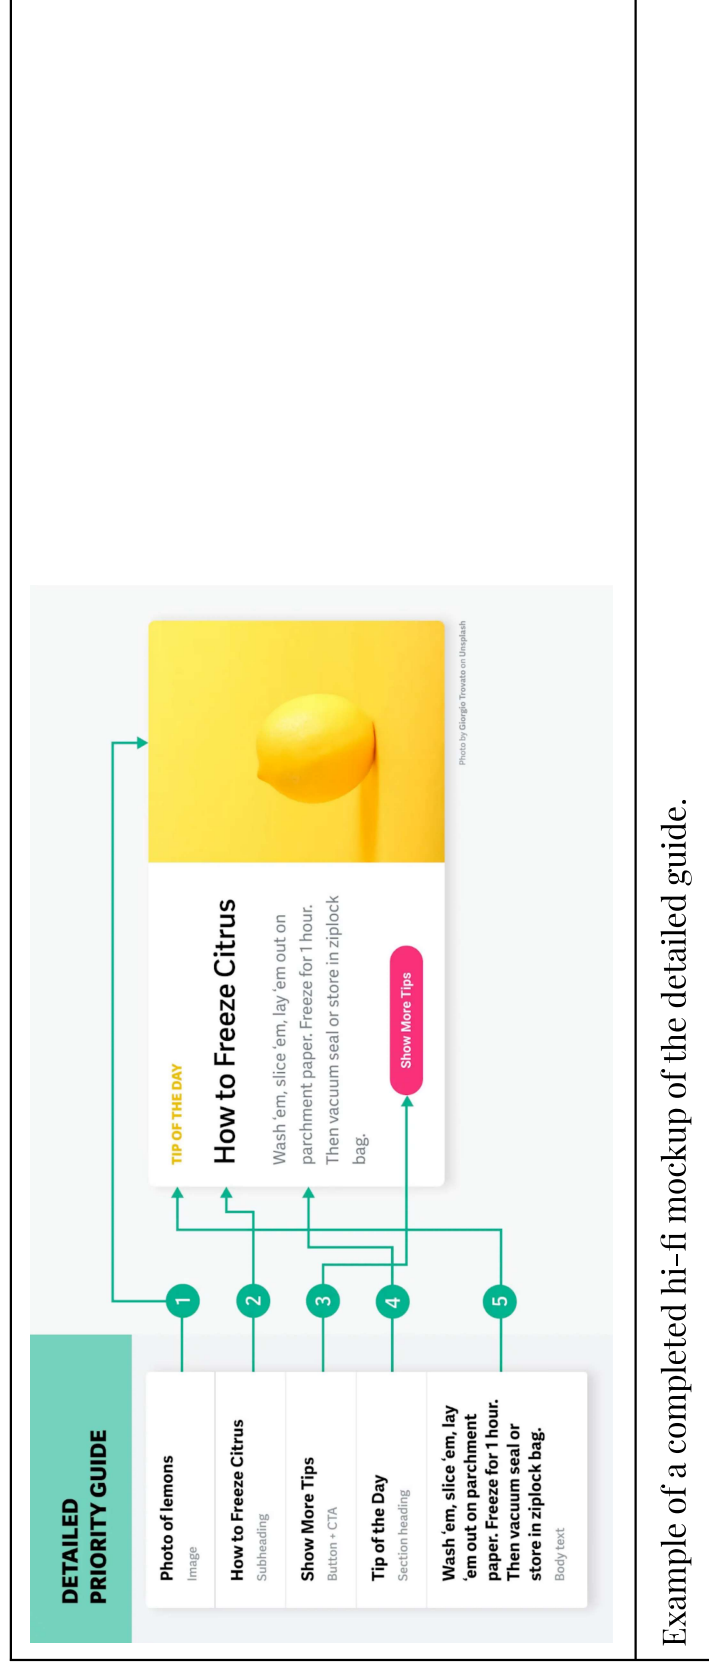 DETAILED
PRIORITY GUIDE
Photo of lemons
Image
How to Freeze Citrus
Subheading
Show More Tips
Button + CTA
Tip of the Day
Section heading
Wash ‘em, slice ‘em, lay
‘em out on parchment
paper. Freeze for 1 hour.
Then vacuum seal or
store in ziplock bag.
Body text
1
2
3
4
5
TIP OF THE DAY
How to Freeze Citrus
Wash ‘em, slice ‘em, lay ‘em out on
parchment paper. Freeze for 1 hour.
Then vacuum seal or store in ziplock
bag.
Show More Tips
Photo by Giorgio Trovato on Unsplash
Example of a completed hi-fi mockup of the detailed guide.